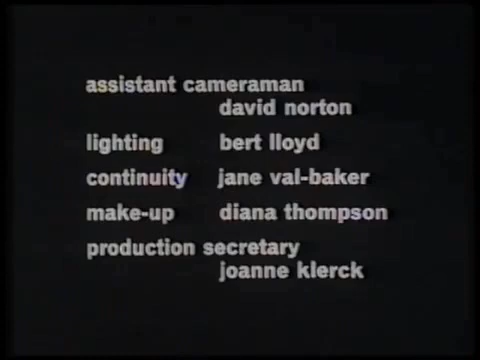 assistant cameraman
david norton
lighting bert lloyd
continuity jane val-baker
make-up diana thompson
production secretary
joanne klerck